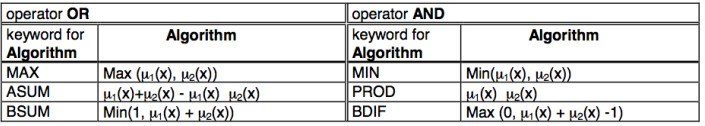 operator OR operator AND
keyword for Algorithm Algorithm keyword for Algorithm Algorithm
MAX Max (μ₁(x), μ₂(x)) MIN Min(μ₁(x), μ₂(x))
ASUM μ₁(x)+μ₂(x) - μ₁(x) μ₂(x) PROD μ₁(x) μ₂(x)
BSUM Min(1, μ₁(x) + μ₂(x)) BDIF Max (0, μ₁(x) + μ₂(x) -1)